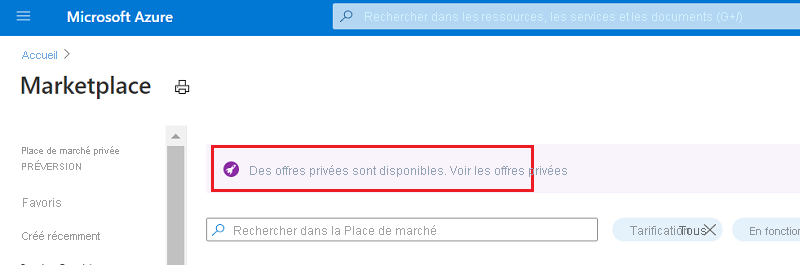 Microsoft Azure
Rechercher dans les ressources, les services et les documents (G+/)
Accueil
Marketplace
Place de marché privée
PRÉVERSION
Des offres privées sont disponibles. Voir les offres privées
Favoris
Rechercher dans la Place de marché
Tarification Tous
En fonction
Créé récemment